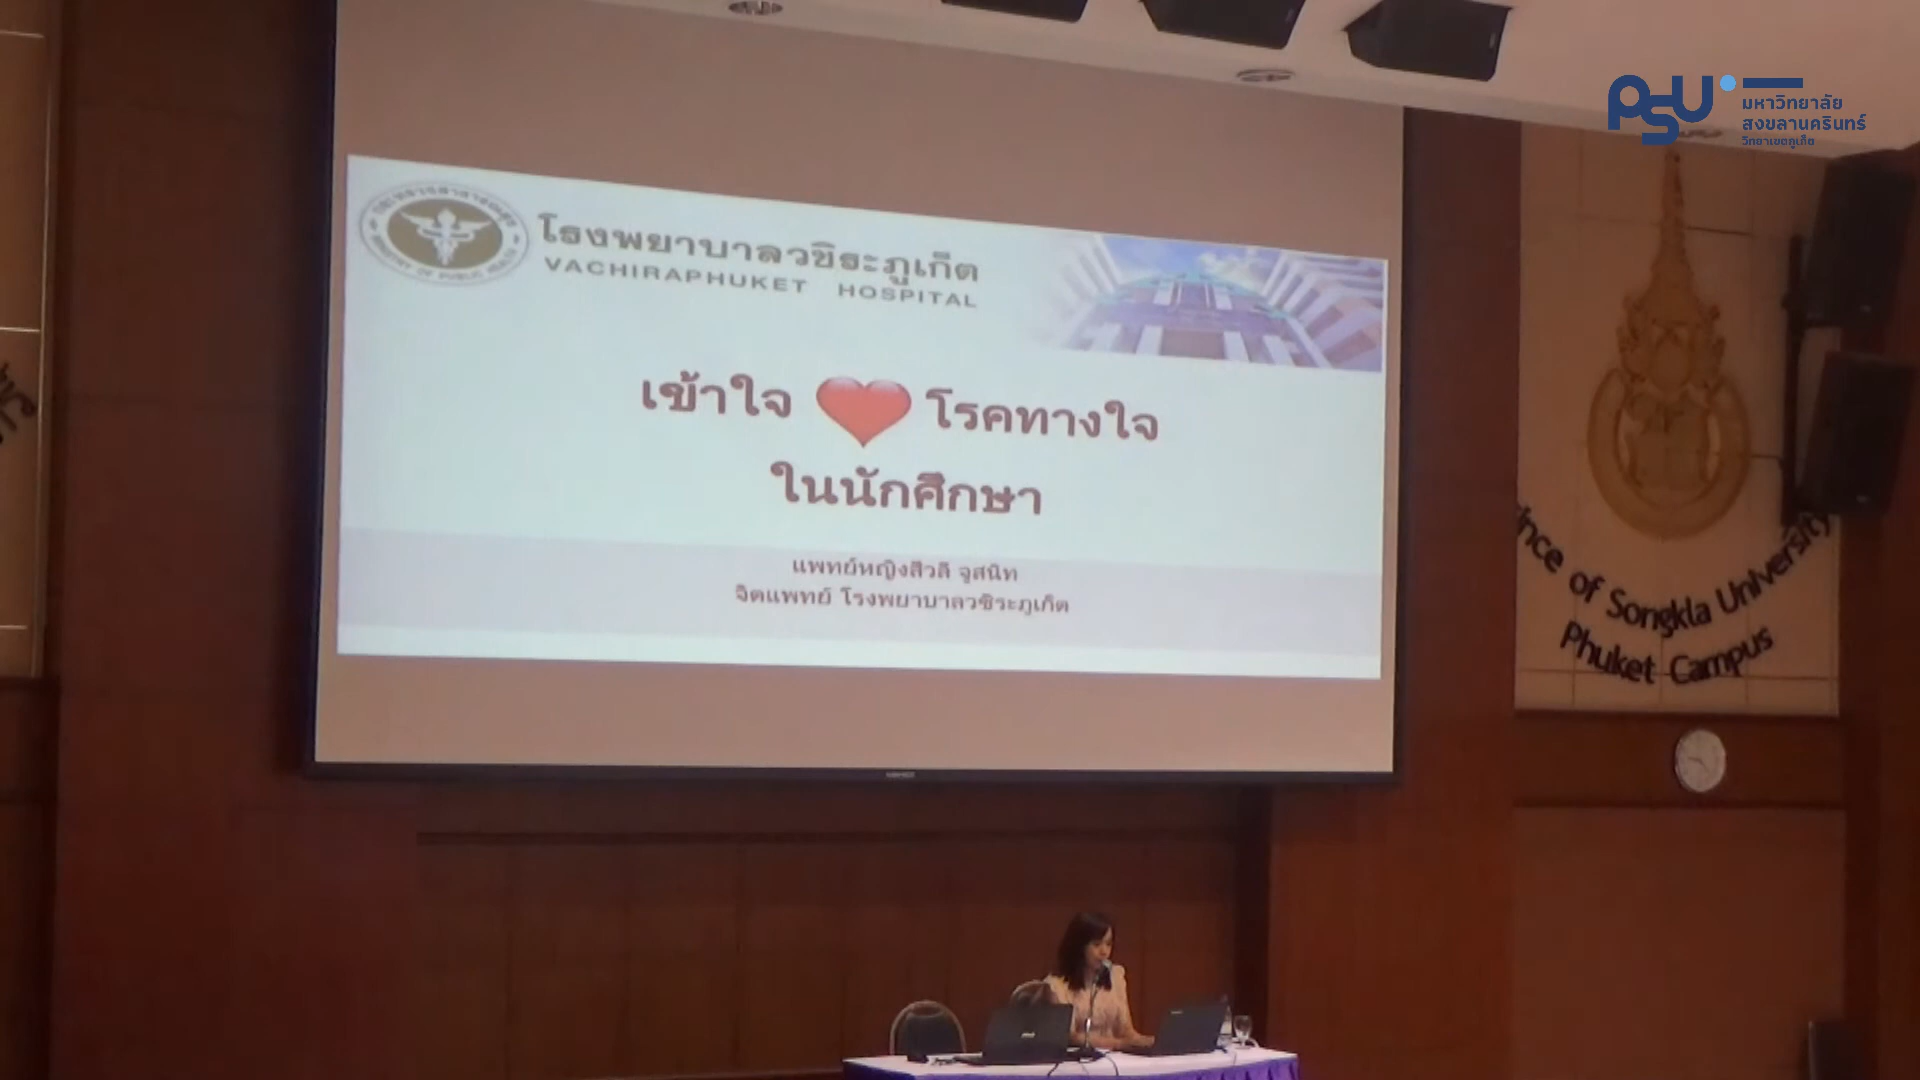 PSU
มหาวิทยาลัย
สงขลานครินทร์
วิทยาเขตภูเก็ต
โรงพยาบาลวชิระภูเก็ต
VACHIRAPHUKET HOSPITAL
เข้าใจ โรคทางใจ
ในนักศึกษา
แพทย์หญิงสิวลี จูสนิท
จิตแพทย์ โรงพยาบาลวชิระภูเก็ต
MINISTRY OF PUBLIC HEALTH
of Songkla University
Phuket Campus